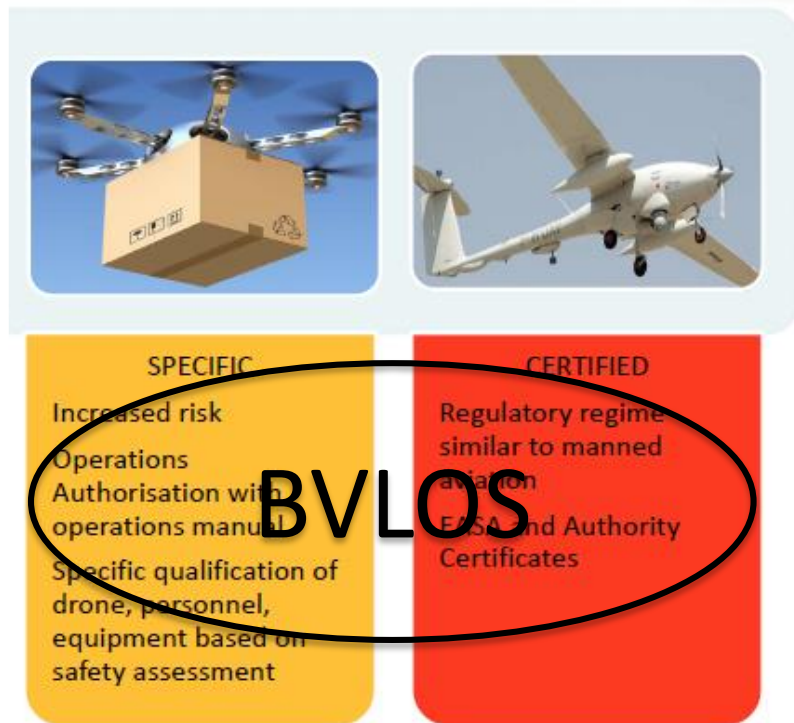 SPECIFIC
Increased risk
Operations
Authorisation with
operations manual
Specific qualification of
drone, personnel,
equipment based on
safety assessment
CERTIFIED
Regulatory regime
similar to manned
aviation
EASA and Authority
Certificates
BVLOS